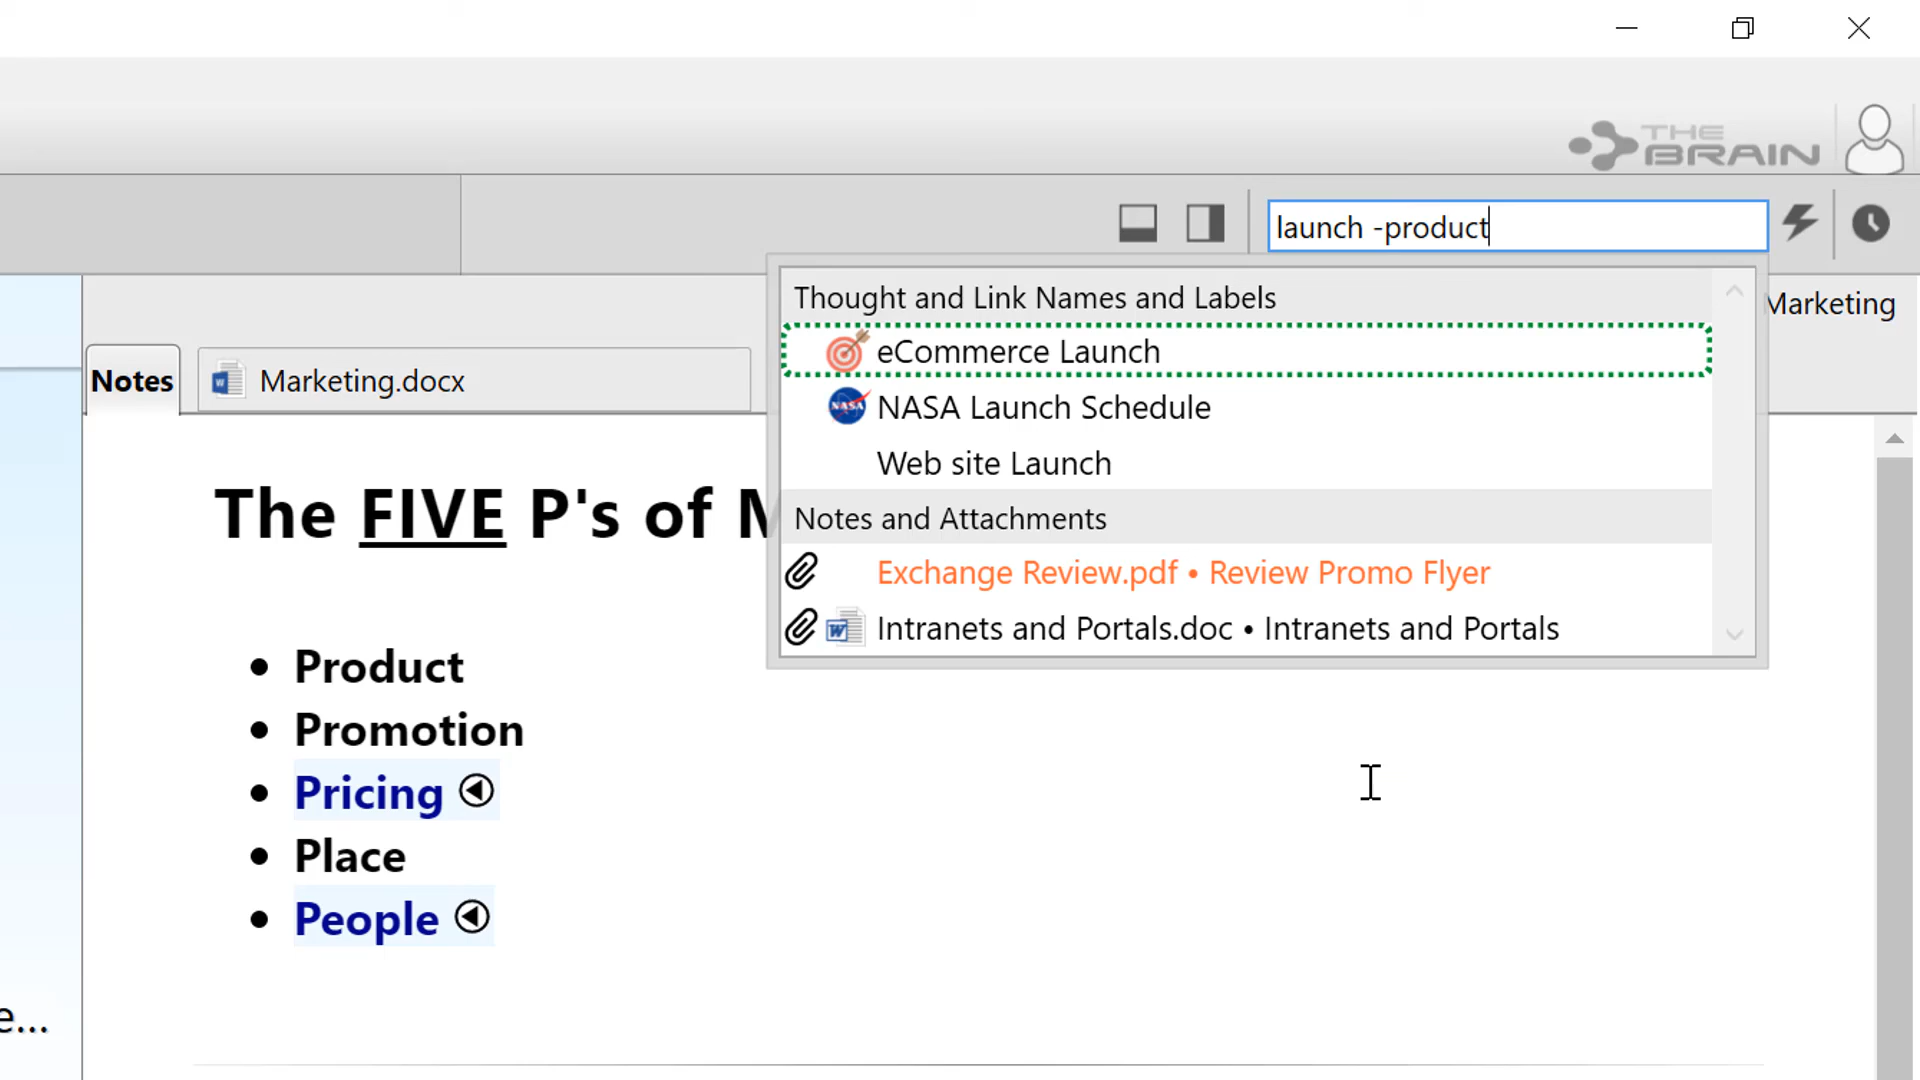 THE
BRAIN
launch -product
Thought and Link Names and Labels
Marketing
eCommerce Launch
Notes
Marketing.docx
NASA
NASA Launch Schedule
Web site Launch
The FIVE P's of M
Notes and Attachments
Exchange Review.pdf • Review Promo Flyer
W Intranets and Portals.doc • Intranets and Portals
• Product
• Promotion
• Pricing
• Place
• People
e...